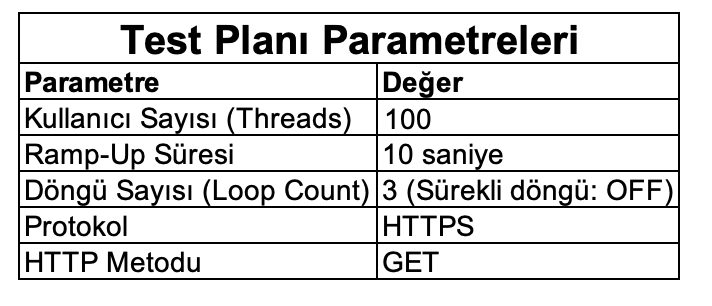 Test Planı Parametreleri
Parametre Değer
Kullanıcı Sayısı (Threads) 100
Ramp-Up Süresi 10 saniye
Döngü Sayısı (Loop Count) 3 (Sürekli döngü: OFF)
Protokol HTTPS
HTTP Metodu GET